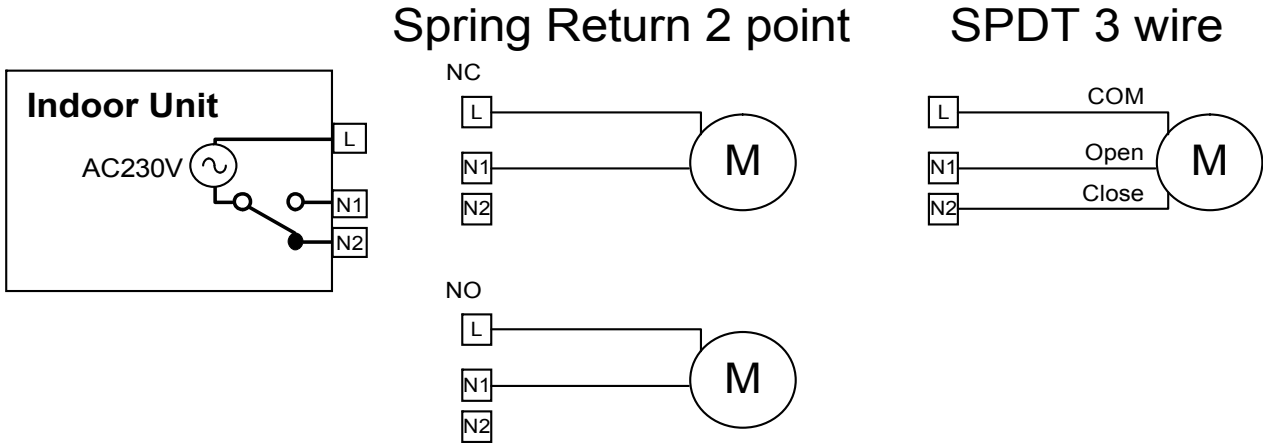 Spring Return 2 point
SPDT 3 wire
Indoor Unit
AC230V
L
N1
N2
NC
L
N1
N2
M
NO
L
N1
N2
M
COM
L
Open
N1
Close
N2
M